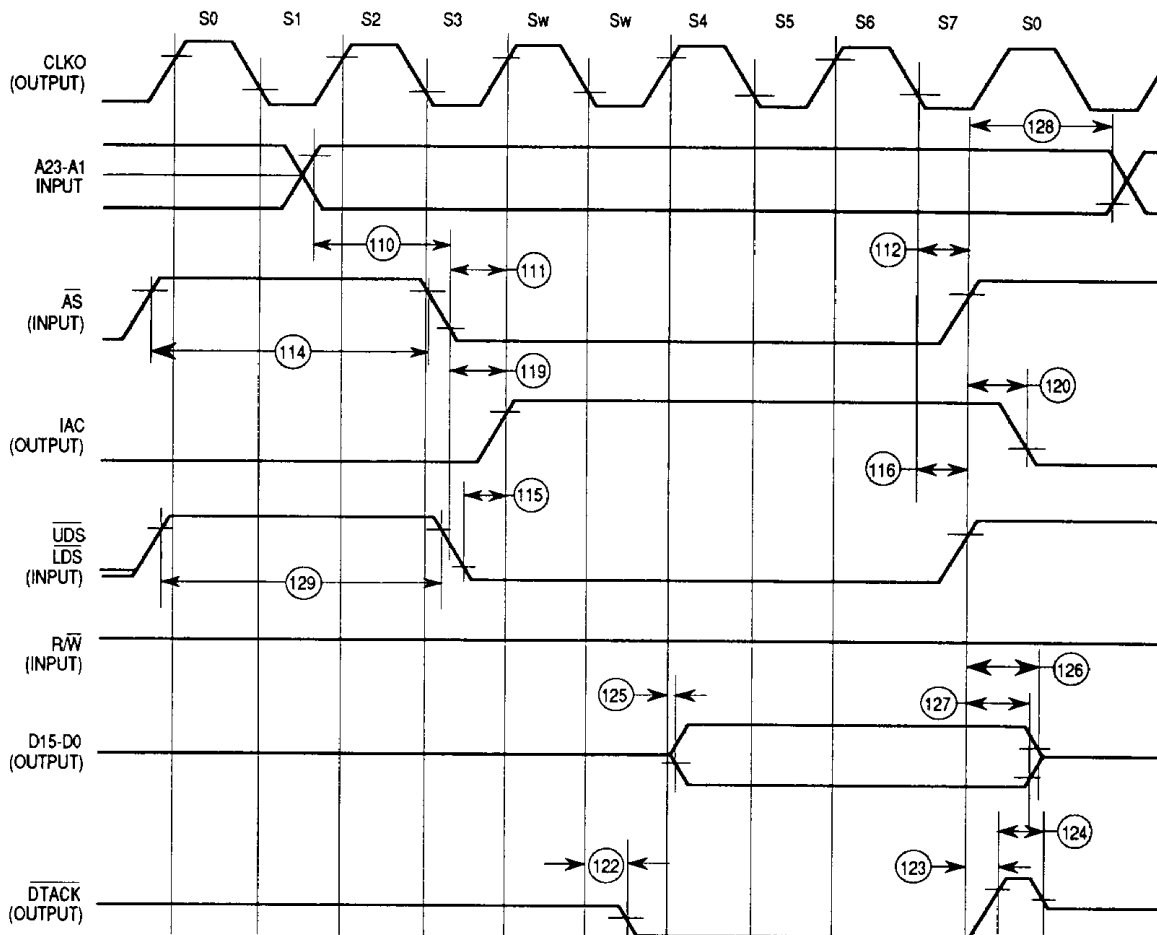 S0 S1 S2 S3 Sw Sw S4 S5 S6 S7 S0
CLKO
(OUTPUT)
128
A23-A1
INPUT
110
111
112
AS
(INPUT)
114
119
120
IAC
(OUTPUT)
116
115
UDS
LDS
(INPUT)
129
R/W
(INPUT)
126
125
127
D15-D0
(OUTPUT)
124
122
123
DTACK
(OUTPUT)